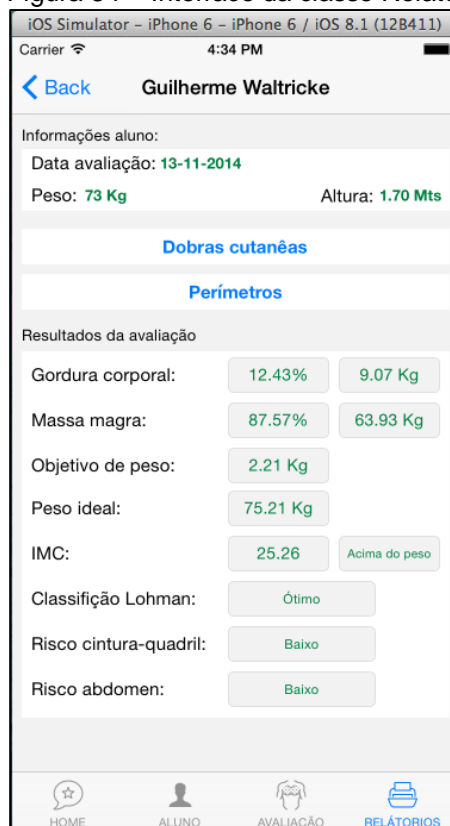 iOS Simulator – iPhone 6 – iPhone 6 / iOS 8.1 (12B411)
Carrier 4:34 PM
Back Guilherme Waltricke
Informações aluno:
Data avaliação: 13-11-2014
Peso: 73 Kg Altura: 1.70 Mts
Dobras cutanêas
Perímetros
Resultados da avaliação
Gordura corporal: 12.43% 9.07 Kg
Massa magra: 87.57% 63.93 Kg
Objetivo de peso: 2.21 Kg
Peso ideal: 75.21 Kg
IMC: 25.26 Acima do peso
Classifição Lohman: Ótimo
Risco cintura-quadril: Baixo
Risco abdomen: Baixo
HOME ALUNO AVALIAÇÃO RELÁTORIOS